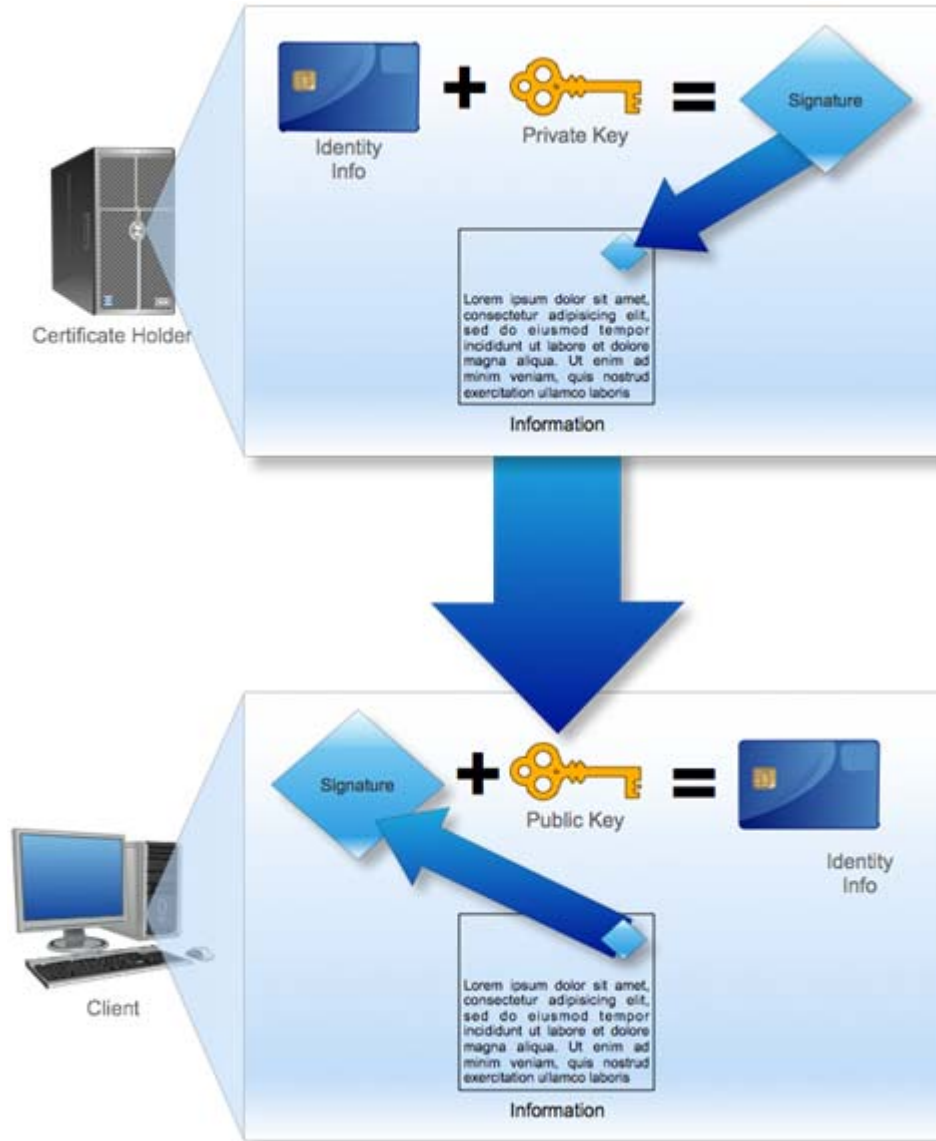 Identity
Info
Private Key
Signature
Certificate Holder
Lorem ipsum dolor sit amet,
consectetur adipisicing elit,
sed do eiusmod tempor
incididunt ut labore et dolore
magna aliqua. Ut enim ad
minim veniam, quis nostrud
exercitation ullamco laboris
Information
Signature
Public Key
Identity
Info
Client
Lorem ipsum dolor sit amet,
consectetur adipisicing elit,
sed do eiusmod tempor
incididunt ut labore et dolore
magna aliqua. Ut enim ad
minim veniam, quis nostrud
exercitation ullamco laboris
Information